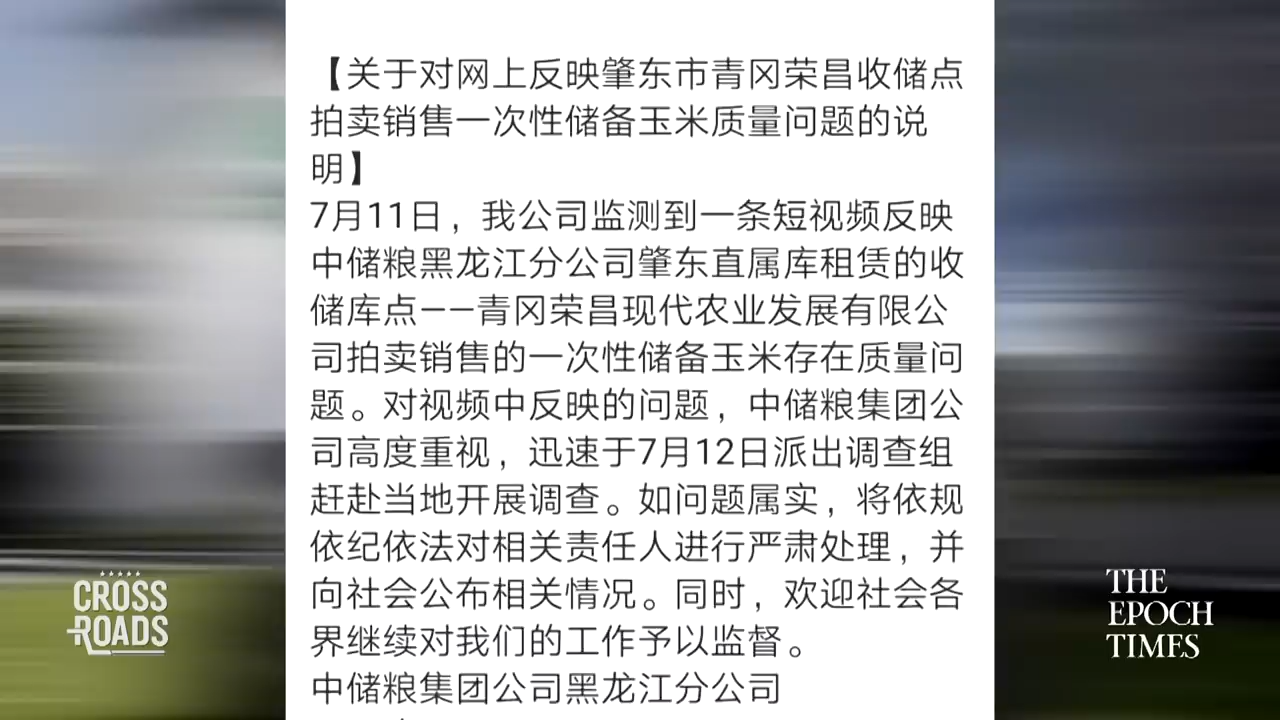 【关于对网上反映肇东市青冈荣昌收储点
拍卖销售一次性储备玉米质量问题的说
明】
7月11日，我公司监测到一条短视频反映
中储粮黑龙江分公司肇东直属库租赁的收
储库点——青冈荣昌现代农业发展有限公
司拍卖销售的一次性储备玉米存在质量问
题。对视频中反映的问题，中储粮集团公
司高度重视，迅速于7月12日派出调查组
赶赴当地开展调查。如问题属实，将依规
依纪依法对相关责任人进行严肃处理，并
向社会公布相关情况。同时，欢迎社会各
界继续对我们的工作予以监督。
中储粮集团公司黑龙江分公司
CROSS
ROADS
THE
EPOCH
TIMES